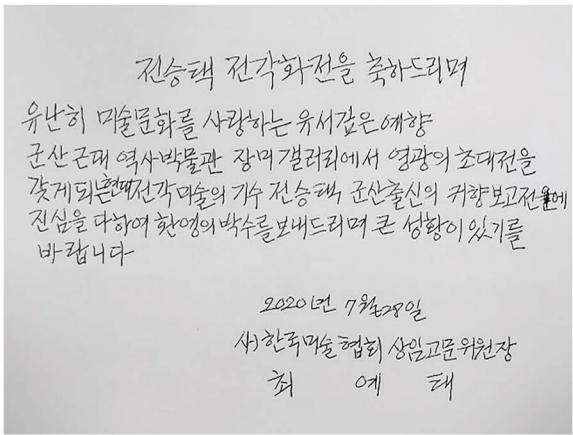 전승택 전각화전을 축하드리며
유난히 미술문화를 사랑하는 유서깊은예향
군산근대 역사박물관 장미갤러리에서 영광의 초대전을
갖게되는현대전각미술의기수 전승택 군산출신의 귀향보고전에
진심을 다하여 환영의박수를보내드리며 큰 성황이있기를
바랍니다
2020년 7월28일
사)한국미술협회 상임고문위원장
최 예 태